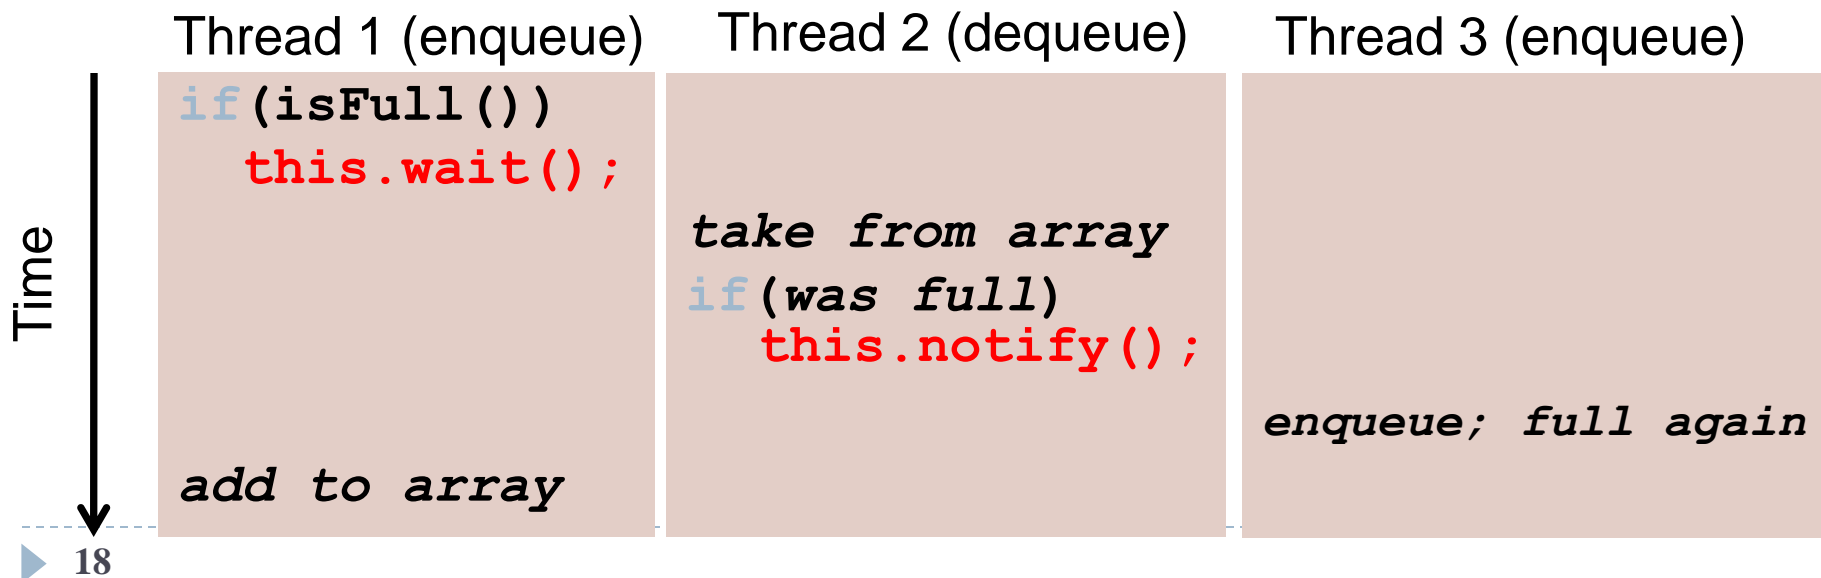 Thread 1 (enqueue)
Thread 2 (dequeue)
Thread 3 (enqueue)
Time
if(isFull())
this.wait();
take from array
if(was full)
this.notify();
enqueue; full again
add to array
18